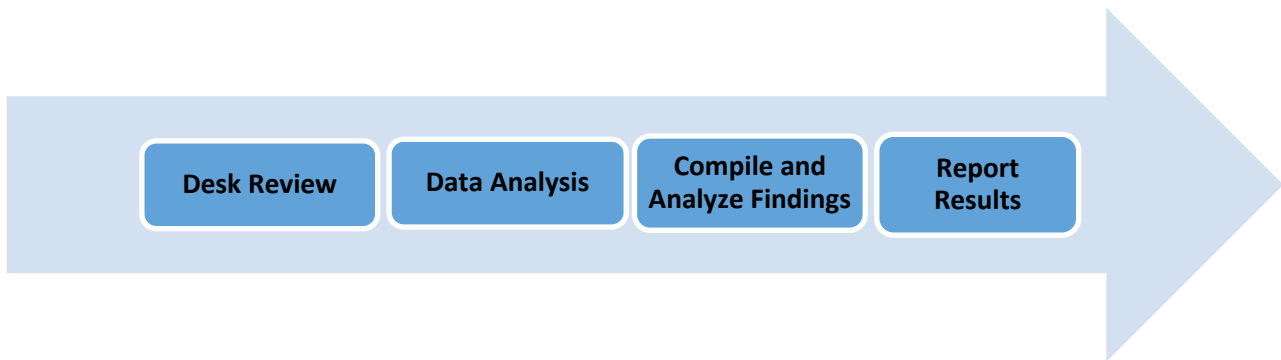 Desk Review
Data Analysis
Compile and
Analyze Findings
Report
Results